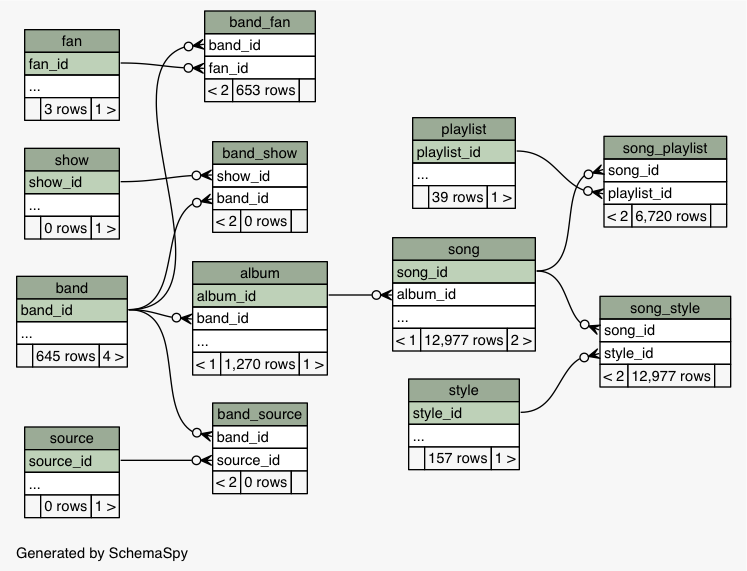 fan
fan_id
...
3 rows 1 >
band_fan
band_id
fan_id
< 2 653 rows
show
show_id
...
0 rows 1 >
band_show
show_id
band_id
< 2 0 rows
playlist
playlist_id
...
39 rows 1 >
song_playlist
song_id
playlist_id
< 2 6,720 rows
band
band_id
...
645 rows 4 >
album
album_id
band_id
...
< 1 1,270 rows 1 >
song
song_id
album_id
...
< 1 12,977 rows 2 >
song_style
song_id
style_id
< 2 12,977 rows
source
source_id
...
0 rows 1 >
band_source
band_id
source_id
< 2 0 rows
style
style_id
...
157 rows 1 >
Generated by SchemaSpy